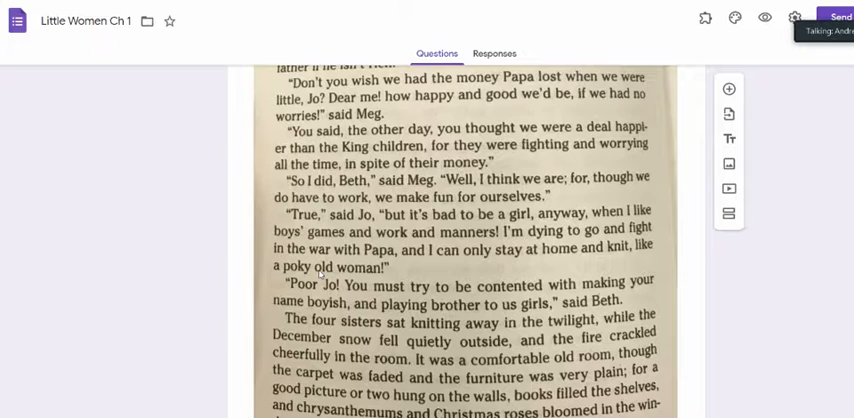 Little Women Ch 1
Send
Talking: Andre
Questions Responses
father if he isn't
“Don't you wish we had the money Papa lost when we were
little, Jo? Dear me! how happy and good we'd be, if we had no
worries!” said Meg.
“You said, the other day, you thought we were a deal happi-
er than the King children, for they were fighting and worrying
all the time, in spite of their money.”
“So I did, Beth,” said Meg. “Well, I think we are; for, though we
do have to work, we make fun for ourselves.”
“True,” said Jo, “but it's bad to be a girl, anyway, when I like
boys' games and work and manners! I'm dying to go and fight
in the war with Papa, and I can only stay at home and knit, like
a poky old woman!”
“Poor Jo! You must try to be contented with making your
name boyish, and playing brother to us girls,” said Beth.
The four sisters sat knitting away in the twilight, while the
December snow fell quietly outside, and the fire crackled
cheerfully in the room. It was a comfortable old room, though
the carpet was faded and the furniture was very plain; for a
good picture or two hung on the walls, books filled the shelves,
and chrysanthemums and Christmas roses bloomed in the win-
Tт